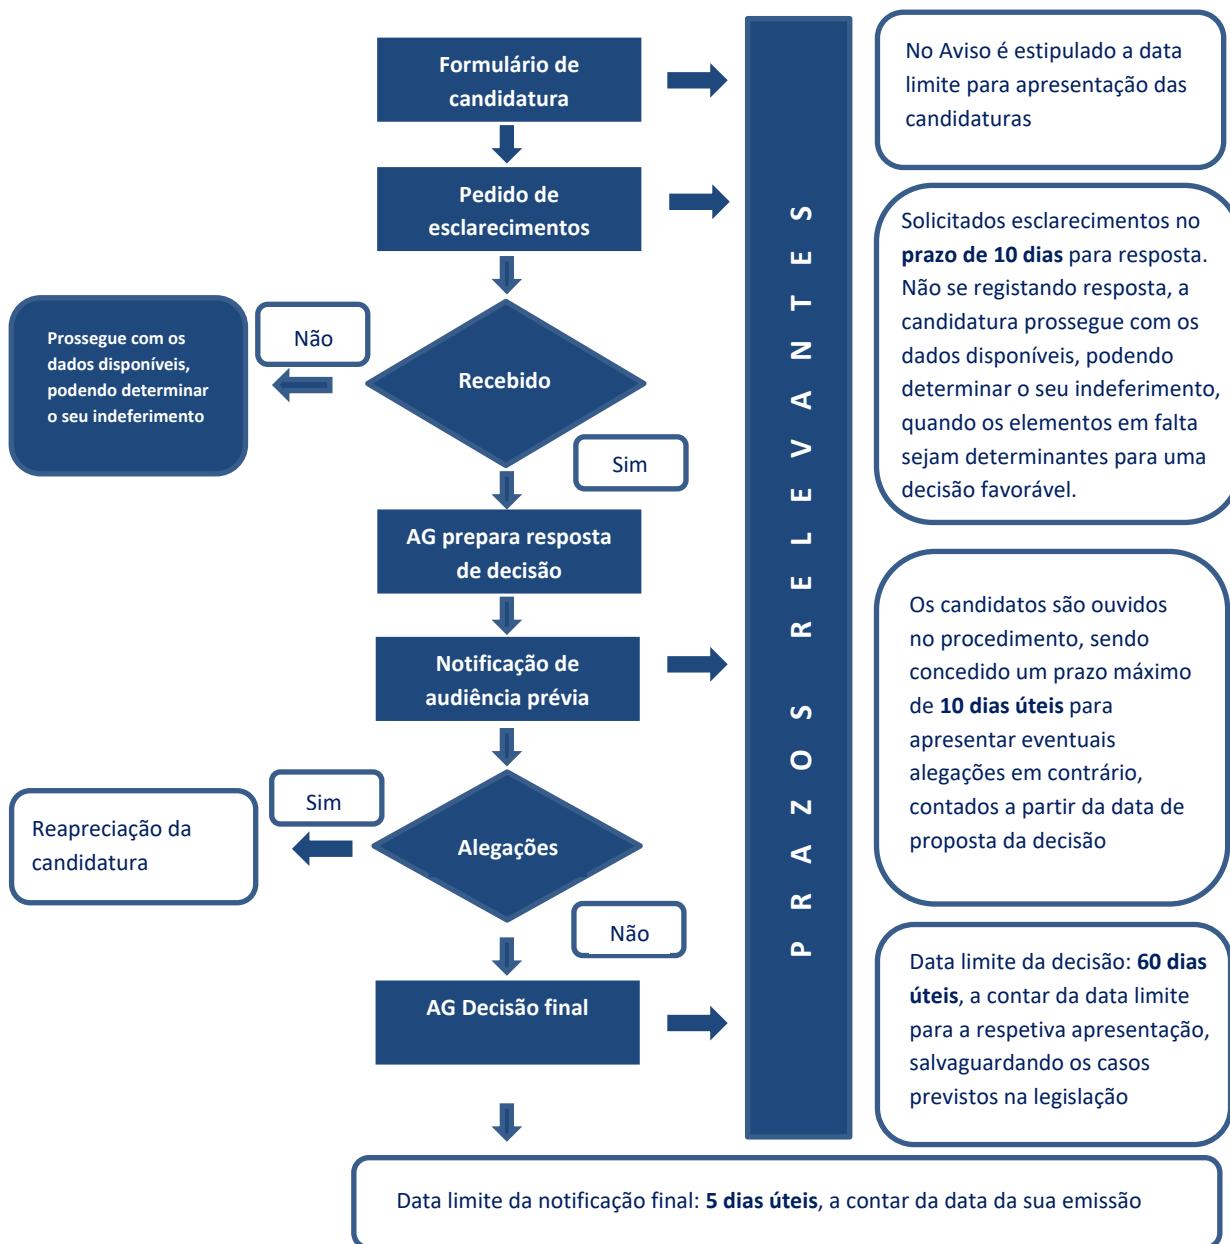 Formulário de
candidatura
No Aviso é estipulado a data
limite para apresentação das
candidaturas
Pedido de
esclarecimentos
Solicitados esclarecimentos no
prazo de 10 dias para resposta.
Não se registando resposta, a
candidatura prossegue com os
dados disponíveis, podendo
determinar o seu indeferimento,
quando os elementos em falta
sejam determinantes para uma
decisão favorável.
Recebido
Não
Prossegue com os
dados disponíveis,
podendo determinar
o seu indeferimento
Sim
AG prepara resposta
de decisão
Notificação de
audiência prévia
Os candidatos são ouvidos
no procedimento, sendo
concedido um prazo máximo
de 10 dias úteis para
apresentar eventuais
alegações em contrário,
contados a partir da data de
proposta da decisão
Alegações
Sim
Reapreciação da
candidatura
Não
AG Decisão final
Data limite da decisão: 60 dias
úteis, a contar da data limite
para a respetiva apresentação,
salvaguardando os casos
previstos na legislação
PRAZOS RELEVANTES
Data limite da notificação final: 5 dias úteis, a contar da data da sua emissão